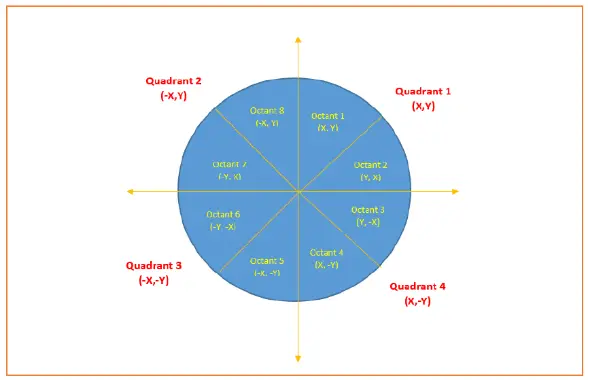 Quadrant 2
(-X,Y)
Quadrant 1
(X,Y)
Octant 8
(-X, Y)
Octant 1
(X, Y)
Octant 7
(-Y, X)
Octant 2
(Y, X)
Octant 6
(-Y, -X)
Octant 3
(Y, -X)
Octant 5
(-X, -Y)
Octant 4
(X, -Y)
Quadrant 3
(-X,-Y)
Quadrant 4
(X,-Y)